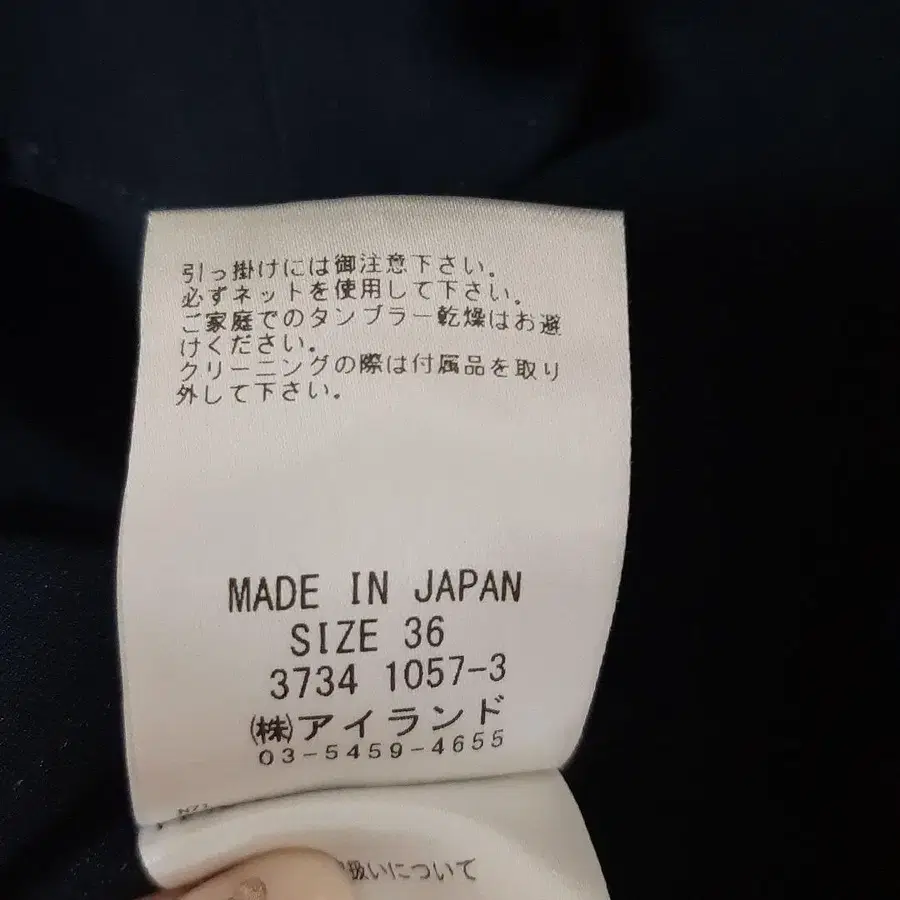 引っ掛けには御注意下さい。
必ずネットを使用して下さい。
ご家庭でのタンブラー乾燥はお避
けください。
クリーニングの際は付属品を取り
外して下さい。
MADE IN JAPAN
SIZE 36
3734 1057-3
㈱アイランド
03-5459-4655
扱いについて